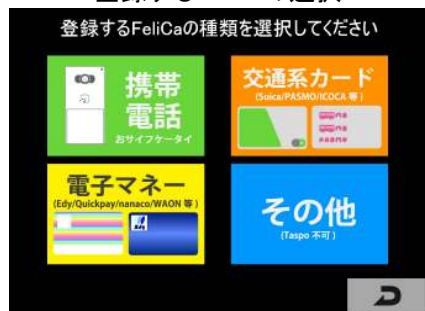 登録するFeliCaの種類を選択してください
携帯
電話
おサイフケータイ
交通系カード
(Suica/PASMO/ICOCA 等)
電子マネー
(Edy/Quickpay/nanaco/WAON 等)
その他
(Taspo 不可)